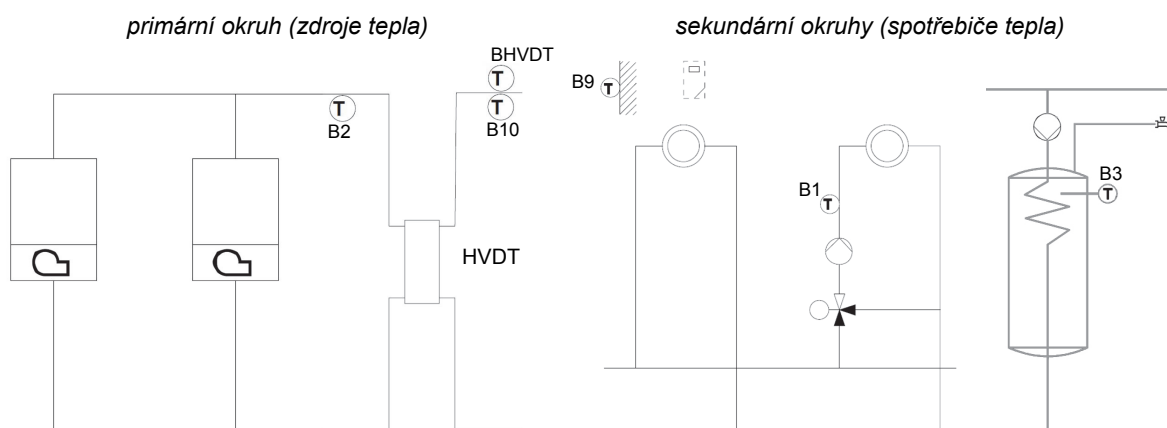 primární okruh (zdroje tepla)
sekundární okruhy (spotřebiče tepla)
BHVDT
T
B9
T
T
B2
T
B10
B3
T
B1
T
HVDT